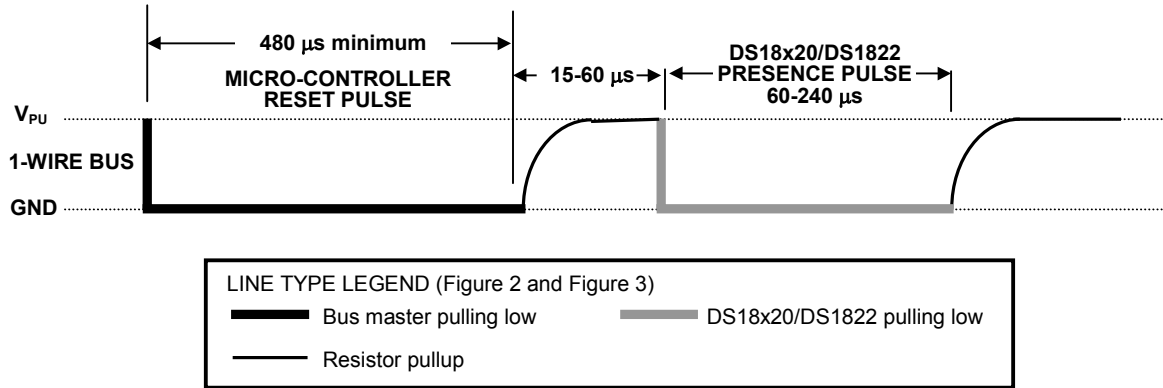 480 μs minimum
MICRO-CONTROLLER
RESET PULSE
15-60 μs
DS18x20/DS1822
PRESENCE PULSE
60-240 μs
VPU
1-WIRE BUS
GND
LINE TYPE LEGEND (Figure 2 and Figure 3)
Bus master pulling low
DS18x20/DS1822 pulling low
Resistor pullup